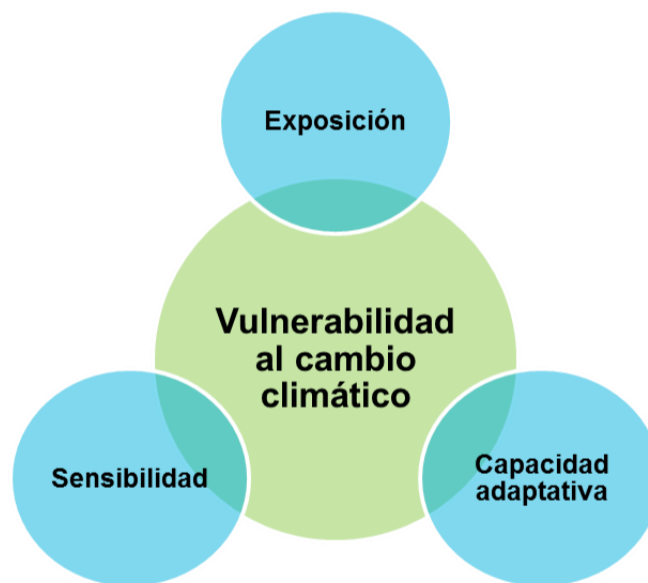 Exposición
Vulnerabilidad
al cambio
climático
Sensibilidad
Capacidad
adaptativa